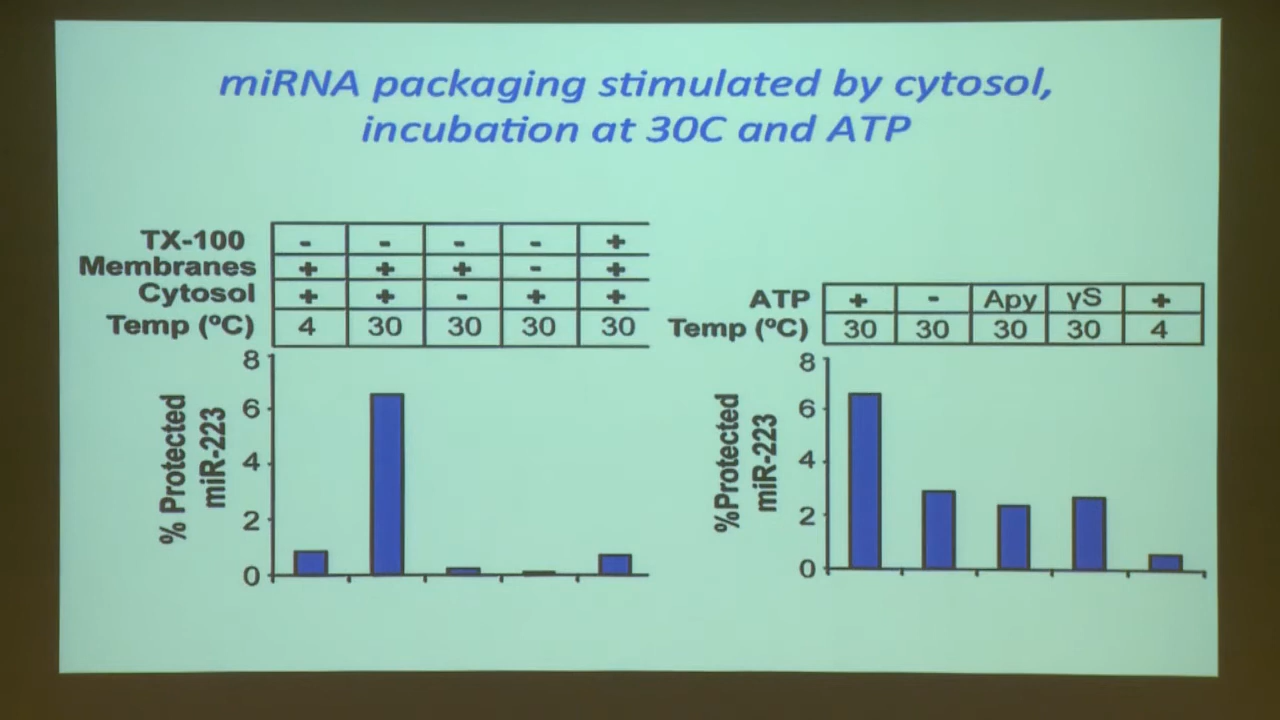 miRNA packaging stimulated by cytosol,
incubation at 30C and ATP
TX-100 - - - - +
Membranes + + + - +
Cytosol + + - + +
Temp (ºC) 4 30 30 30 30
8
6
4
2
0
% Protected
miR-223
ATP + - Apy γS +
Temp (ºC) 30 30 30 30 4
8
6
4
2
0
%Protected
miR-223